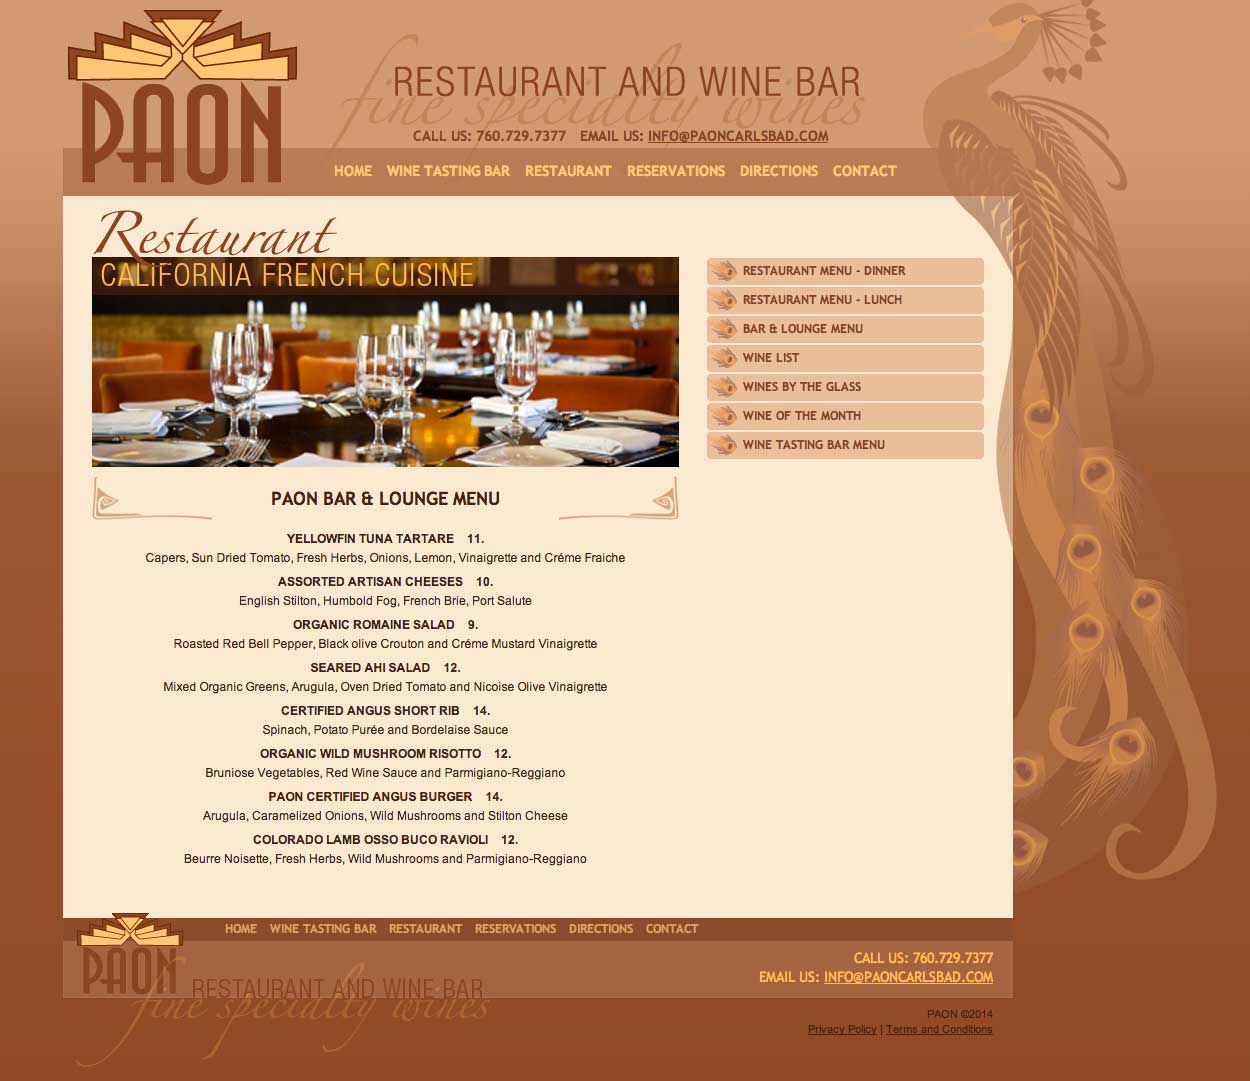 PAON
RESTAURANT AND WINE BAR
fine specialty wines
CALL US: 760.729.7377 EMAIL US: INFO@PAONCARLSBAD.COM
HOME WINE TASTING BAR RESTAURANT RESERVATIONS DIRECTIONS CONTACT
Restaurant
CALIFORNIA FRENCH CUISINE
RESTAURANT MENU - DINNER
RESTAURANT MENU - LUNCH
BAR & LOUNGE MENU
WINE LIST
WINES BY THE GLASS
WINE OF THE MONTH
WINE TASTING BAR MENU
PAON BAR & LOUNGE MENU
YELLOWFIN TUNA TARTARE 11.
Capers, Sun Dried Tomato, Fresh Herbs, Onions, Lemon, Vinaigrette and Créme Fraiche
ASSORTED ARTISAN CHEESES 10.
English Stilton, Humbold Fog, French Brie, Port Salute
ORGANIC ROMAINE SALAD 9.
Roasted Red Bell Pepper, Black olive Crouton and Créme Mustard Vinaigrette
SEARED AHI SALAD 12.
Mixed Organic Greens, Arugula, Oven Dried Tomato and Nicoise Olive Vinaigrette
CERTIFIED ANGUS SHORT RIB 14.
Spinach, Potato Purée and Bordelaise Sauce
ORGANIC WILD MUSHROOM RISOTTO 12.
Bruniose Vegetables, Red Wine Sauce and Parmigiano-Reggiano
PAON CERTIFIED ANGUS BURGER 14.
Arugula, Caramelized Onions, Wild Mushrooms and Stilton Cheese
COLORADO LAMB OSSO BUCO RAVIOLI 12.
Beurre Noisette, Fresh Herbs, Wild Mushrooms and Parmigiano-Reggiano
HOME WINE TASTING BAR RESTAURANT RESERVATIONS DIRECTIONS CONTACT
PAON
RESTAURANT AND WINE BAR
fine specialty wines
CALL US: 760.729.7377
EMAIL US: INFO@PAONCARLSBAD.COM
PAON ©2014
Privacy Policy | Terms and Conditions